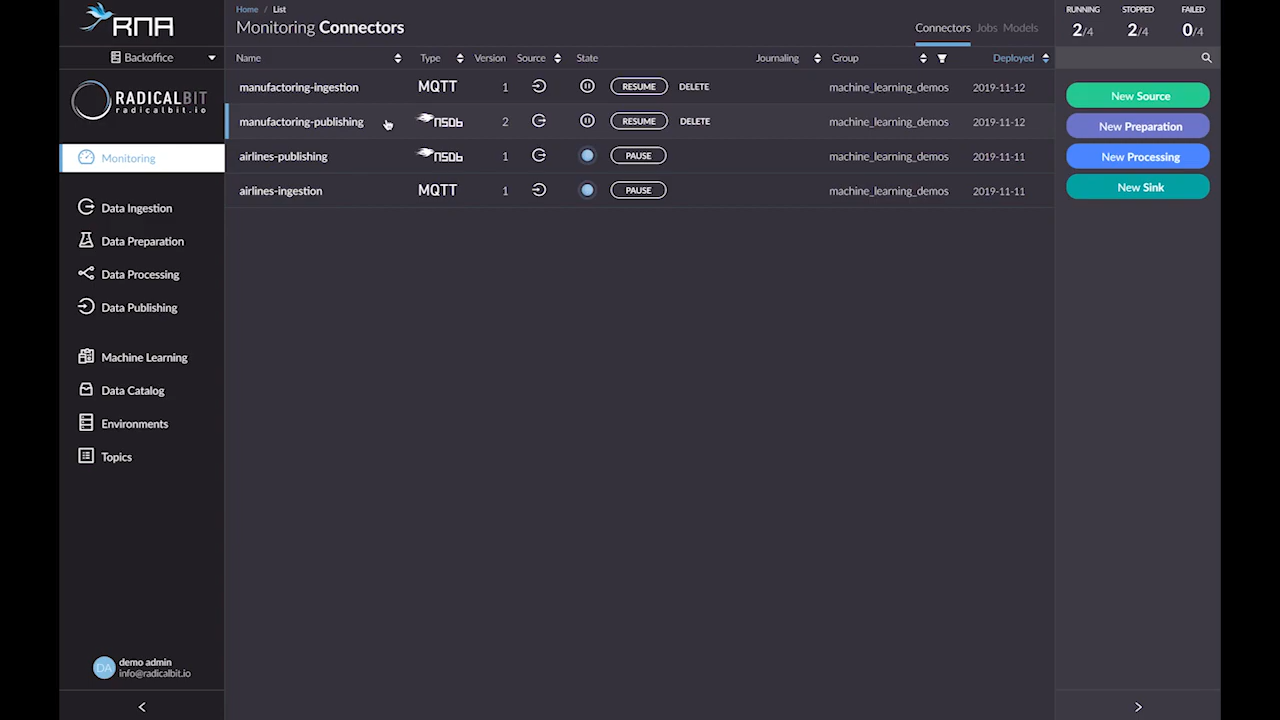 RNA
Backoffice
RADICALBIT
radicalbit.io
Monitoring
Data Ingestion
Data Preparation
Data Processing
Data Publishing
Machine Learning
Data Catalog
Environments
Topics
DA
demo admin
info@radicalbit.io
Home / List
Monitoring Connectors
Connectors Jobs Models
Name Type Version Source State Journaling Group Deployed
manufactoring-ingestion MQTT 1 RESUME DELETE machine_learning_demos 2019-11-12
manufactoring-publishing NSDb 2 RESUME DELETE machine_learning_demos 2019-11-12
airlines-publishing NSDb 1 PAUSE machine_learning_demos 2019-11-11
airlines-ingestion MQTT 1 PAUSE machine_learning_demos 2019-11-11
RUNNING STOPPED FAILED
2/4 2/4 0/4
New Source
New Preparation
New Processing
New Sink